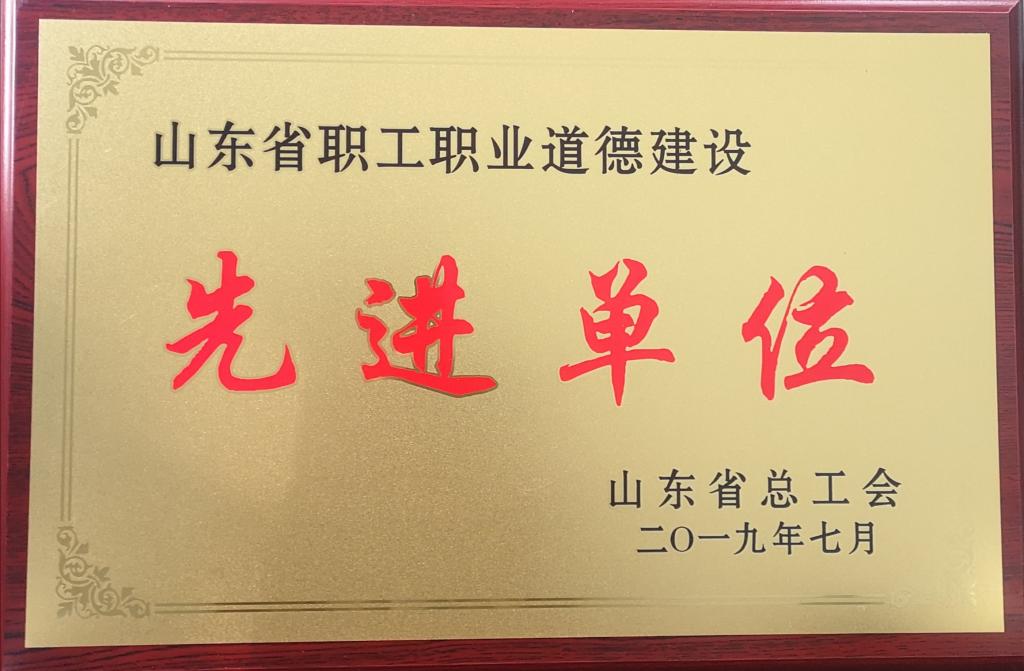 山东省职工职业道德建设
先进单位
山东省总工会
二〇一九年七月